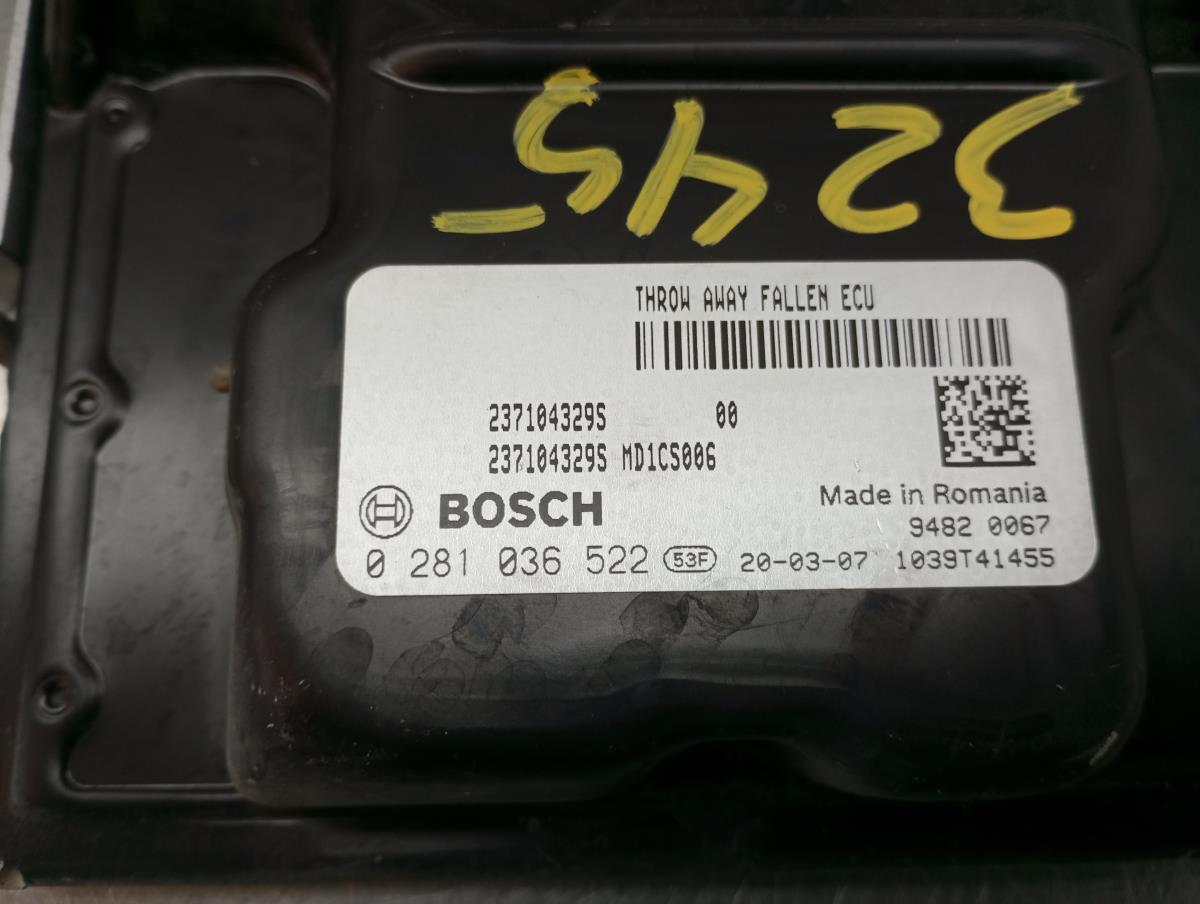 3245
THROW AWAY FALLEN ECU
237104329S 00
237104329S MD1CS006
BOSCH
Made in Romania
9482 0067
0 281 036 522 53F 20-03-07 1039T41455